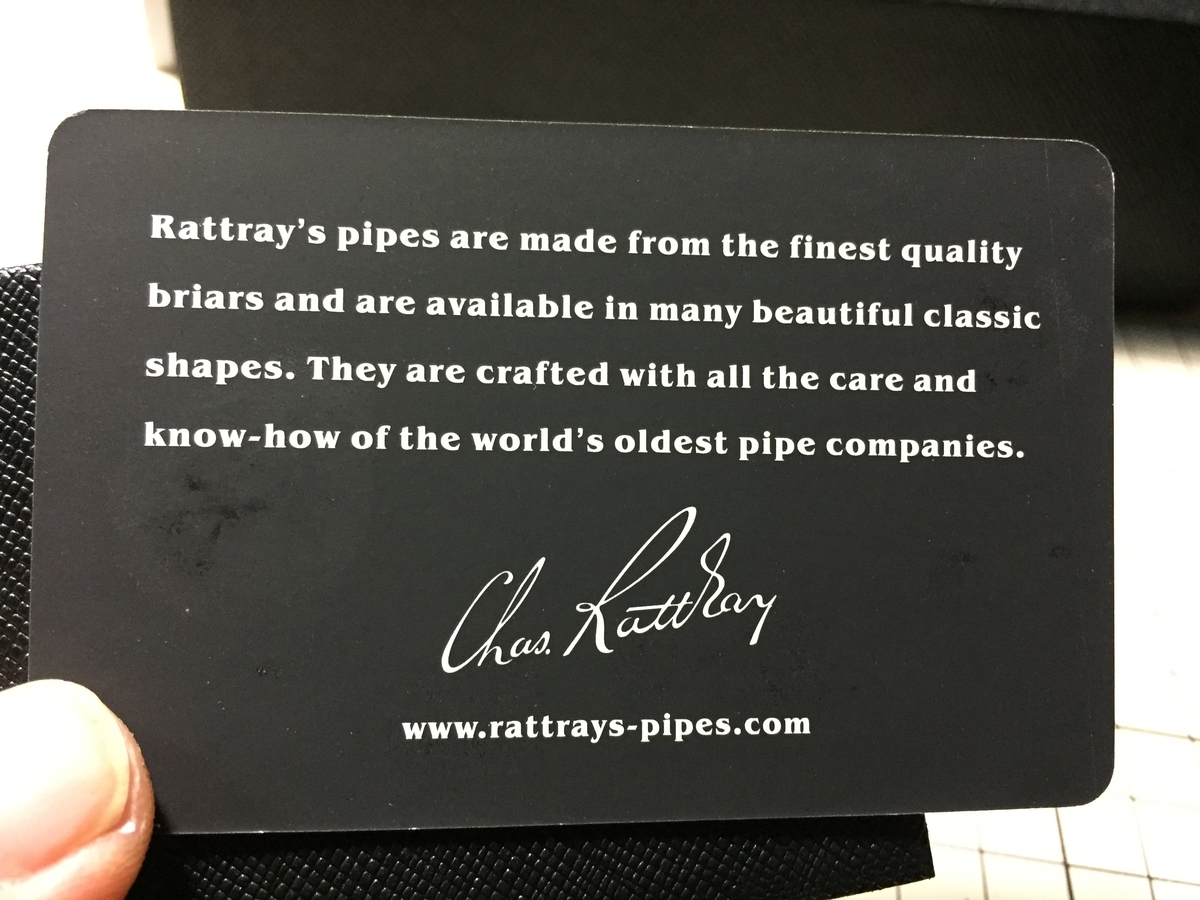 Rattray's pipes are made from the finest quality
briars and are available in many beautiful classic
shapes. They are crafted with all the care and
know-how of the world's oldest pipe companies.
Chas. Rattray
www.rattrays-pipes.com